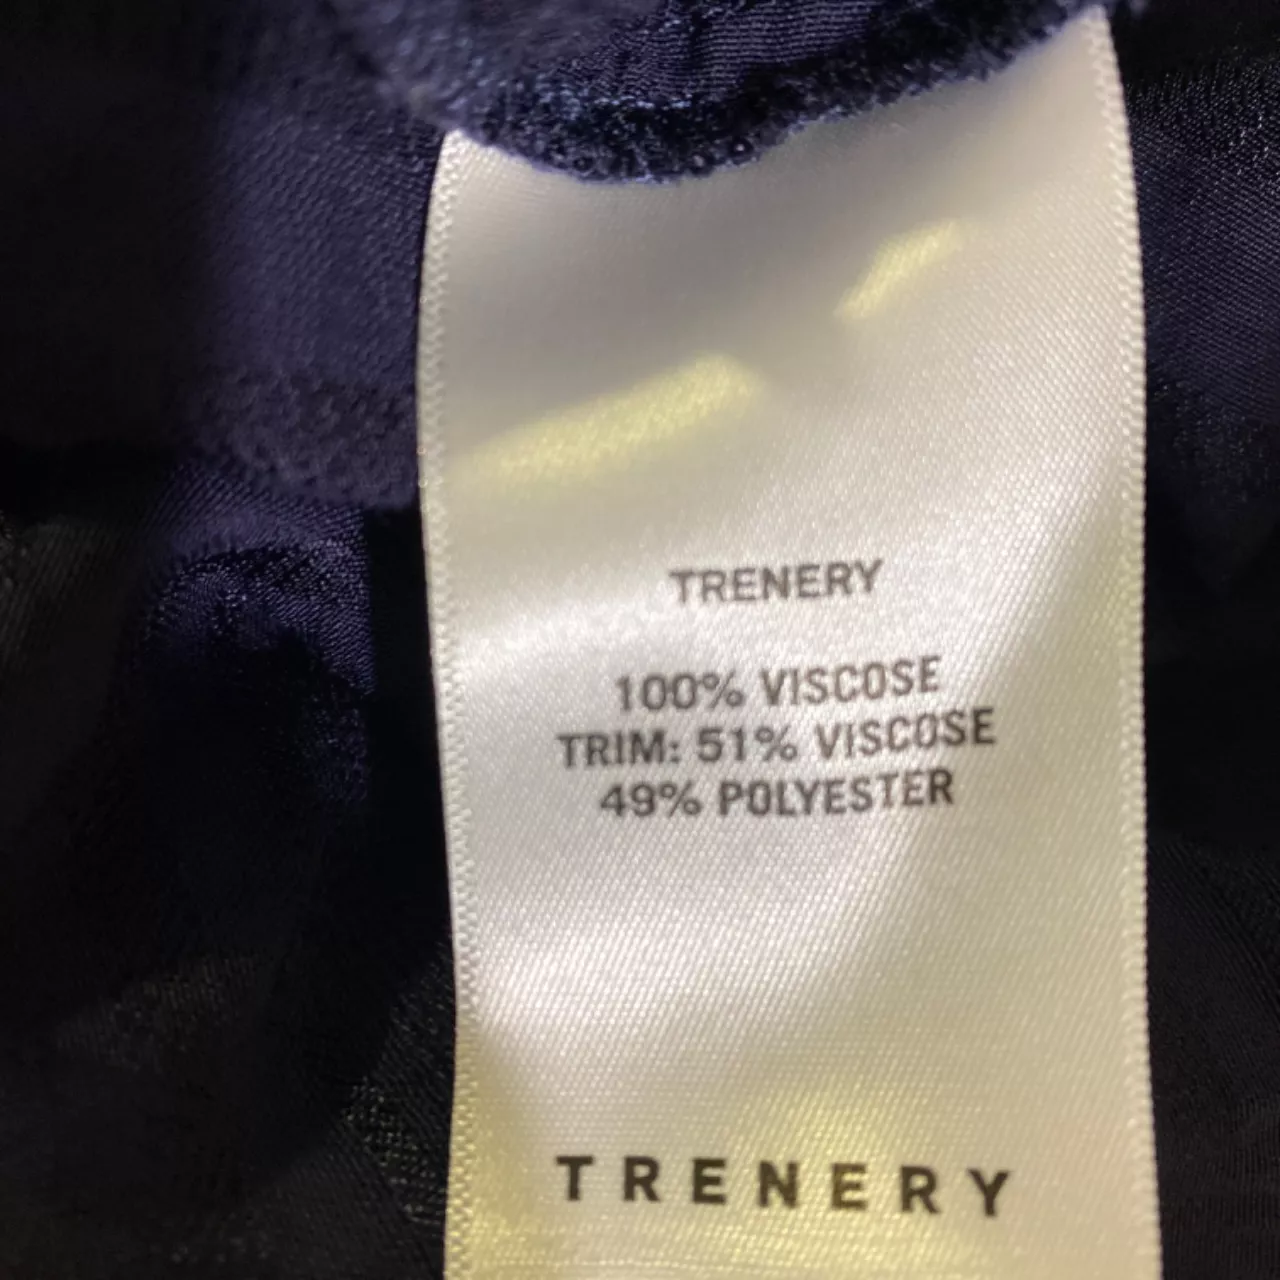 TRENERY
100% VISCOSE
TRIM: 51% VISCOSE
49% POLYESTER
TRENERY